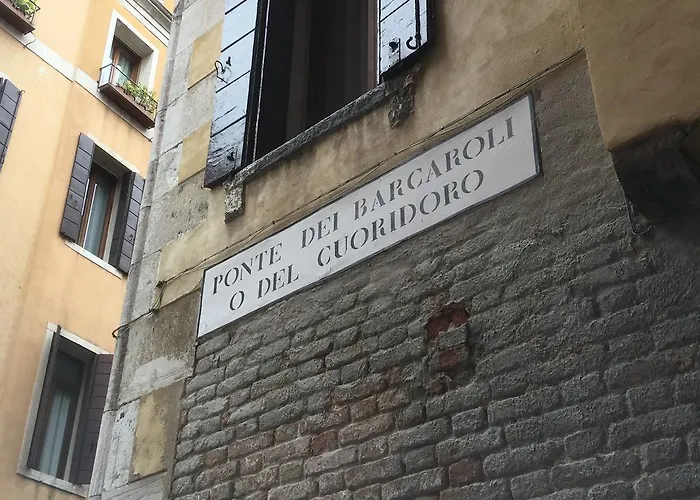 PONTE DEI BARCAROLI
O DEL CUORIDORO